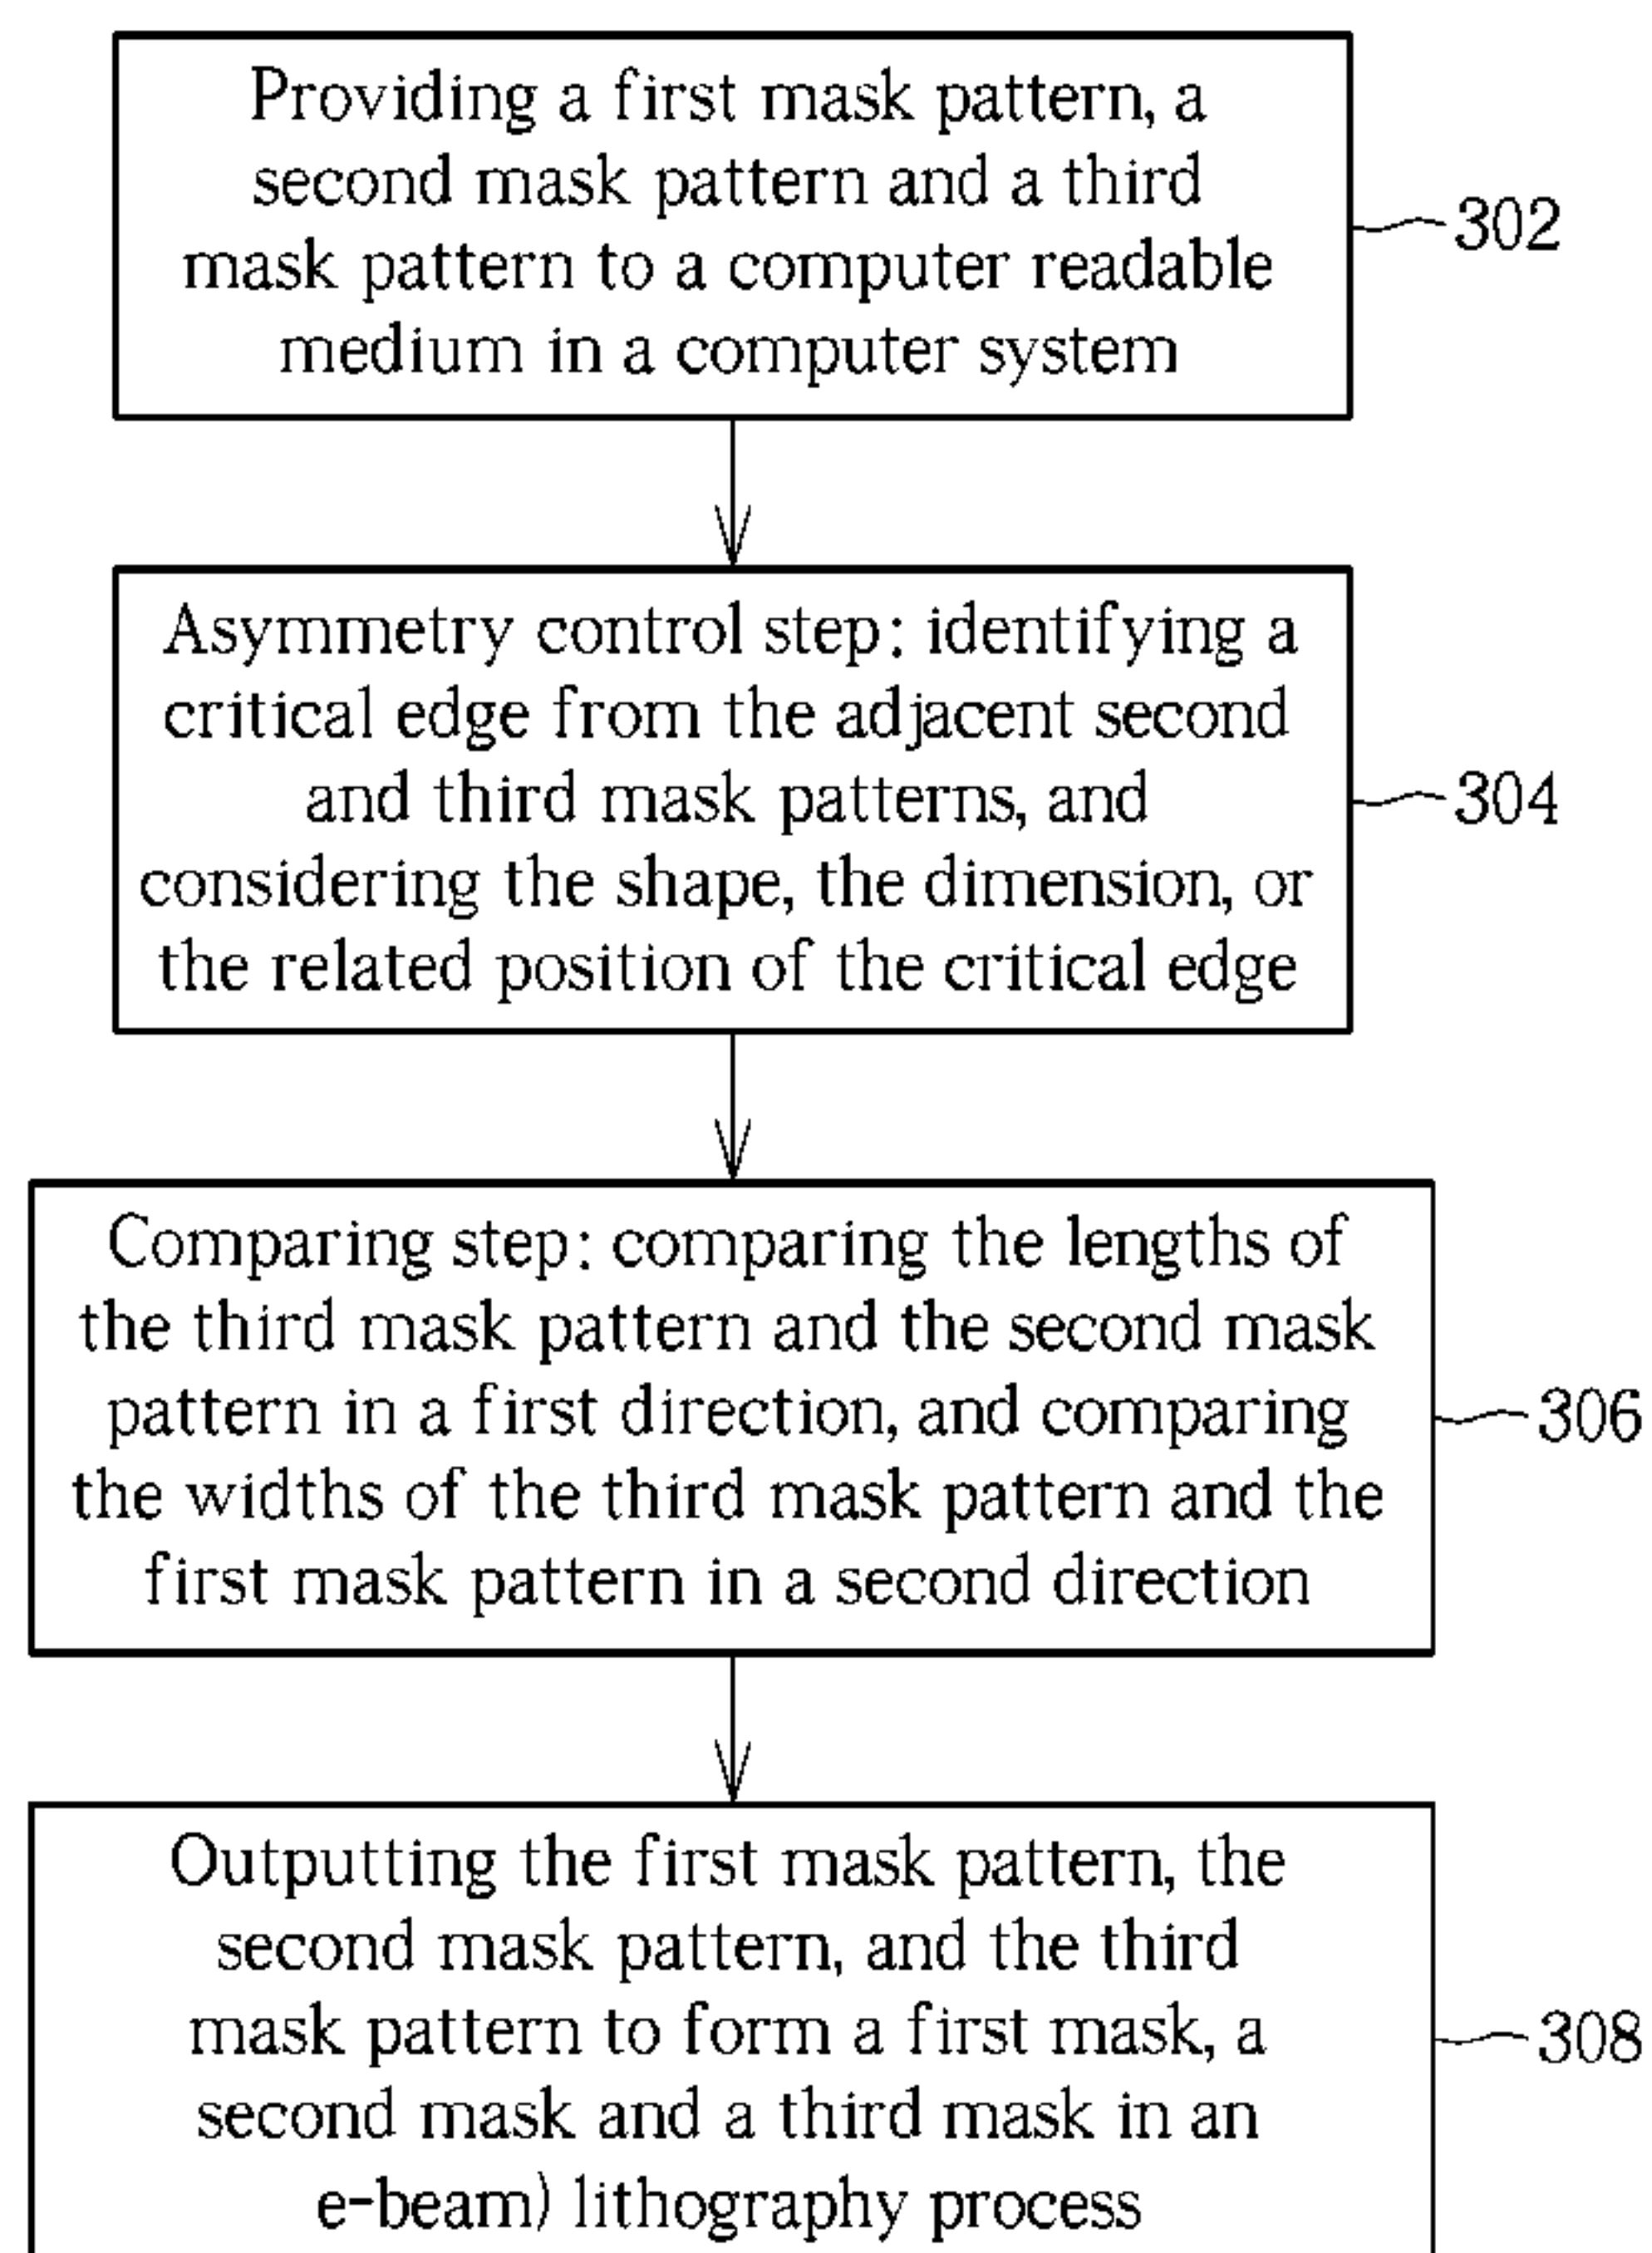 Providing a first mask pattern, a
second mask pattern and a third
mask pattern to a computer readable
medium in a computer system
302
Asymmetry control step: identifying a
critical edge from the adjacent second
and third mask patterns, and
considering the shape, the dimension, or
the related position of the critical edge
304
Comparing step: comparing the lengths of
the third mask pattern and the second mask
pattern in a first direction, and comparing
the widths of the third mask pattern and the
first mask pattern in a second direction
306
Outputting the first mask pattern, the
second mask pattern, and the third
mask pattern to form a first mask, a
second mask and a third mask in an
e-beam) lithography process
308